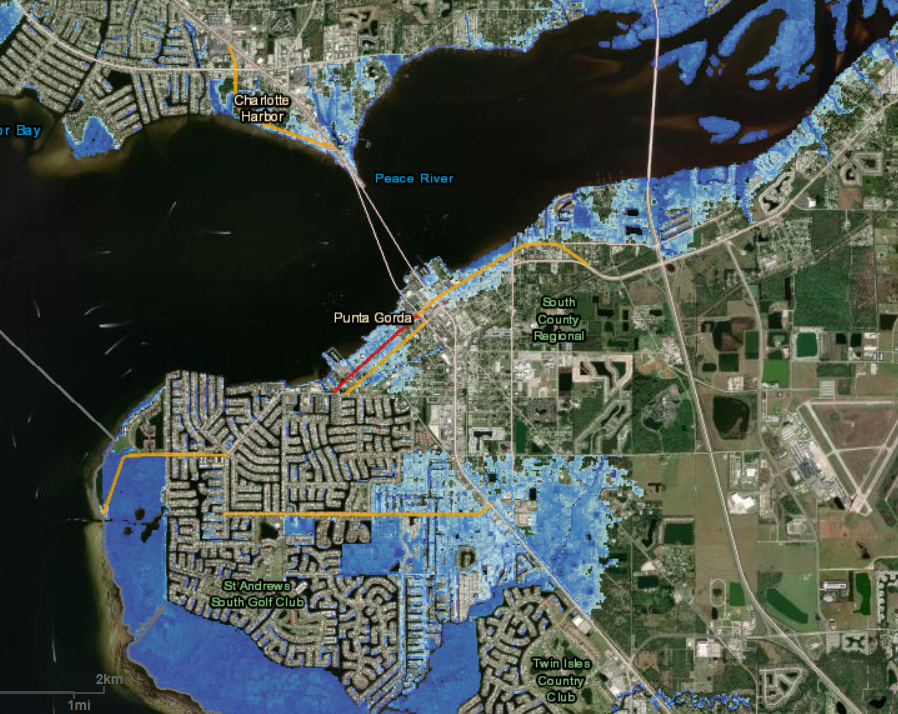 Charlotte
Harbor
or Bay
Peace River
Punta Gorda
South
County
Regional
St Andrews
South Golf Club
Twin Isles
Country
Club
2km
1mi